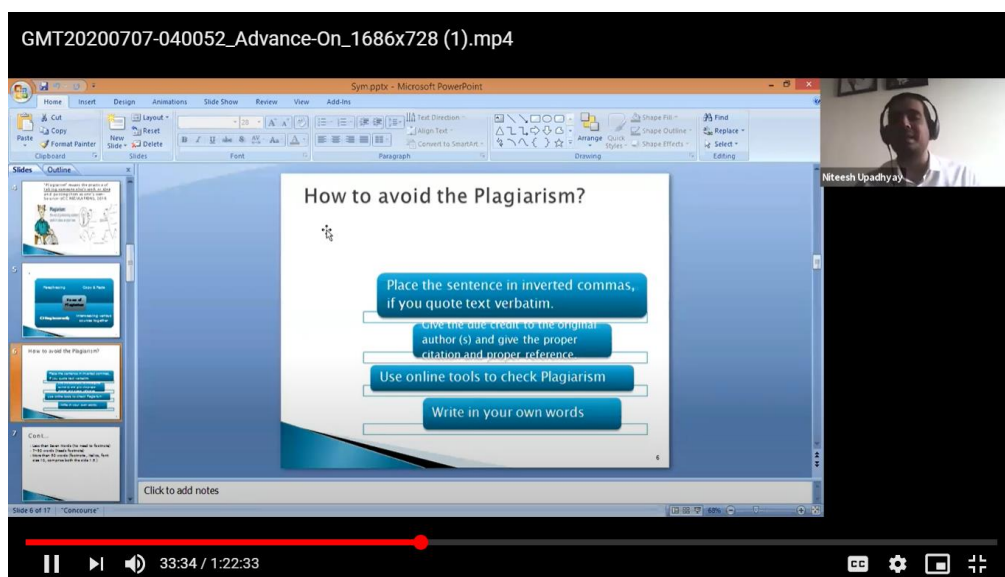 GMT20200707-040052_Advance-On_1686x728 (1).mp4
Sym.pptx - Microsoft PowerPoint
Home Insert Design Animations Slide Show Review View Add-Ins
Cut
Copy
Format Painter
Paste
Clipboard
New
Slide
Layout
Reset
Delete
Slides
Font
Text Direction
Align Text
Convert to SmartArt
Paragraph
Arrange
Quick
Styles
Shape Fill
Shape Outline
Shape Effects
Drawing
Find
Replace
Select
Editing
Niteesh Upadhyay
Slides Outline
4
5
6
How to avoid the Plagiarism?
7
Cont...
How to avoid the Plagiarism?
Place the sentence in inverted commas,
if you quote text verbatim.
Give the due credit to the original
author (s) and give the proper
citation and proper reference
Use online tools to check Plagiarism
Write in your own words
6
Click to add notes
Slide 6 of 17 "Concourse" 68%
33:34 / 1:22:33
CC